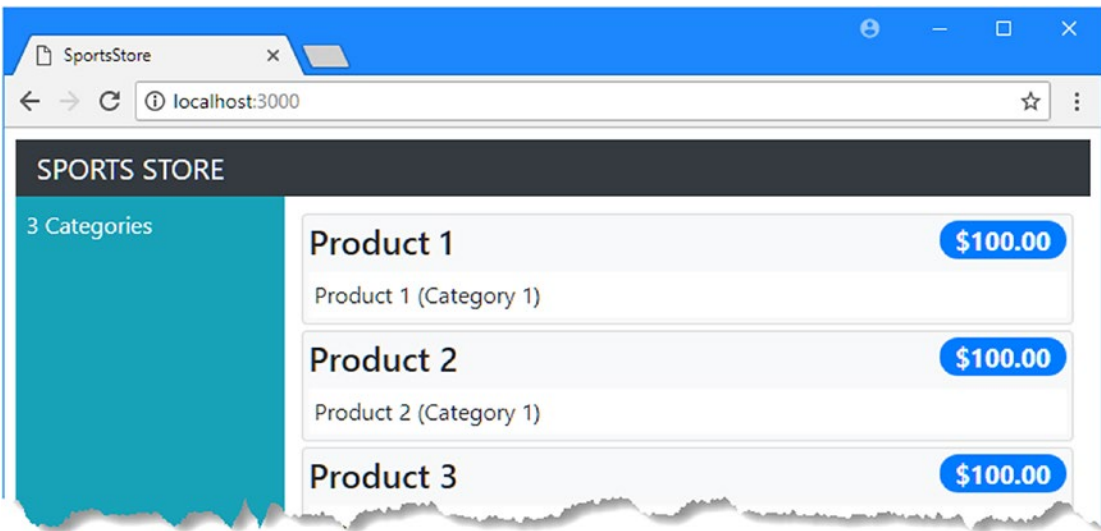 SportsStore
localhost:3000
SPORTS STORE
3 Categories
Product 1 $100.00
Product 1 (Category 1)
Product 2 $100.00
Product 2 (Category 1)
Product 3 $100.00